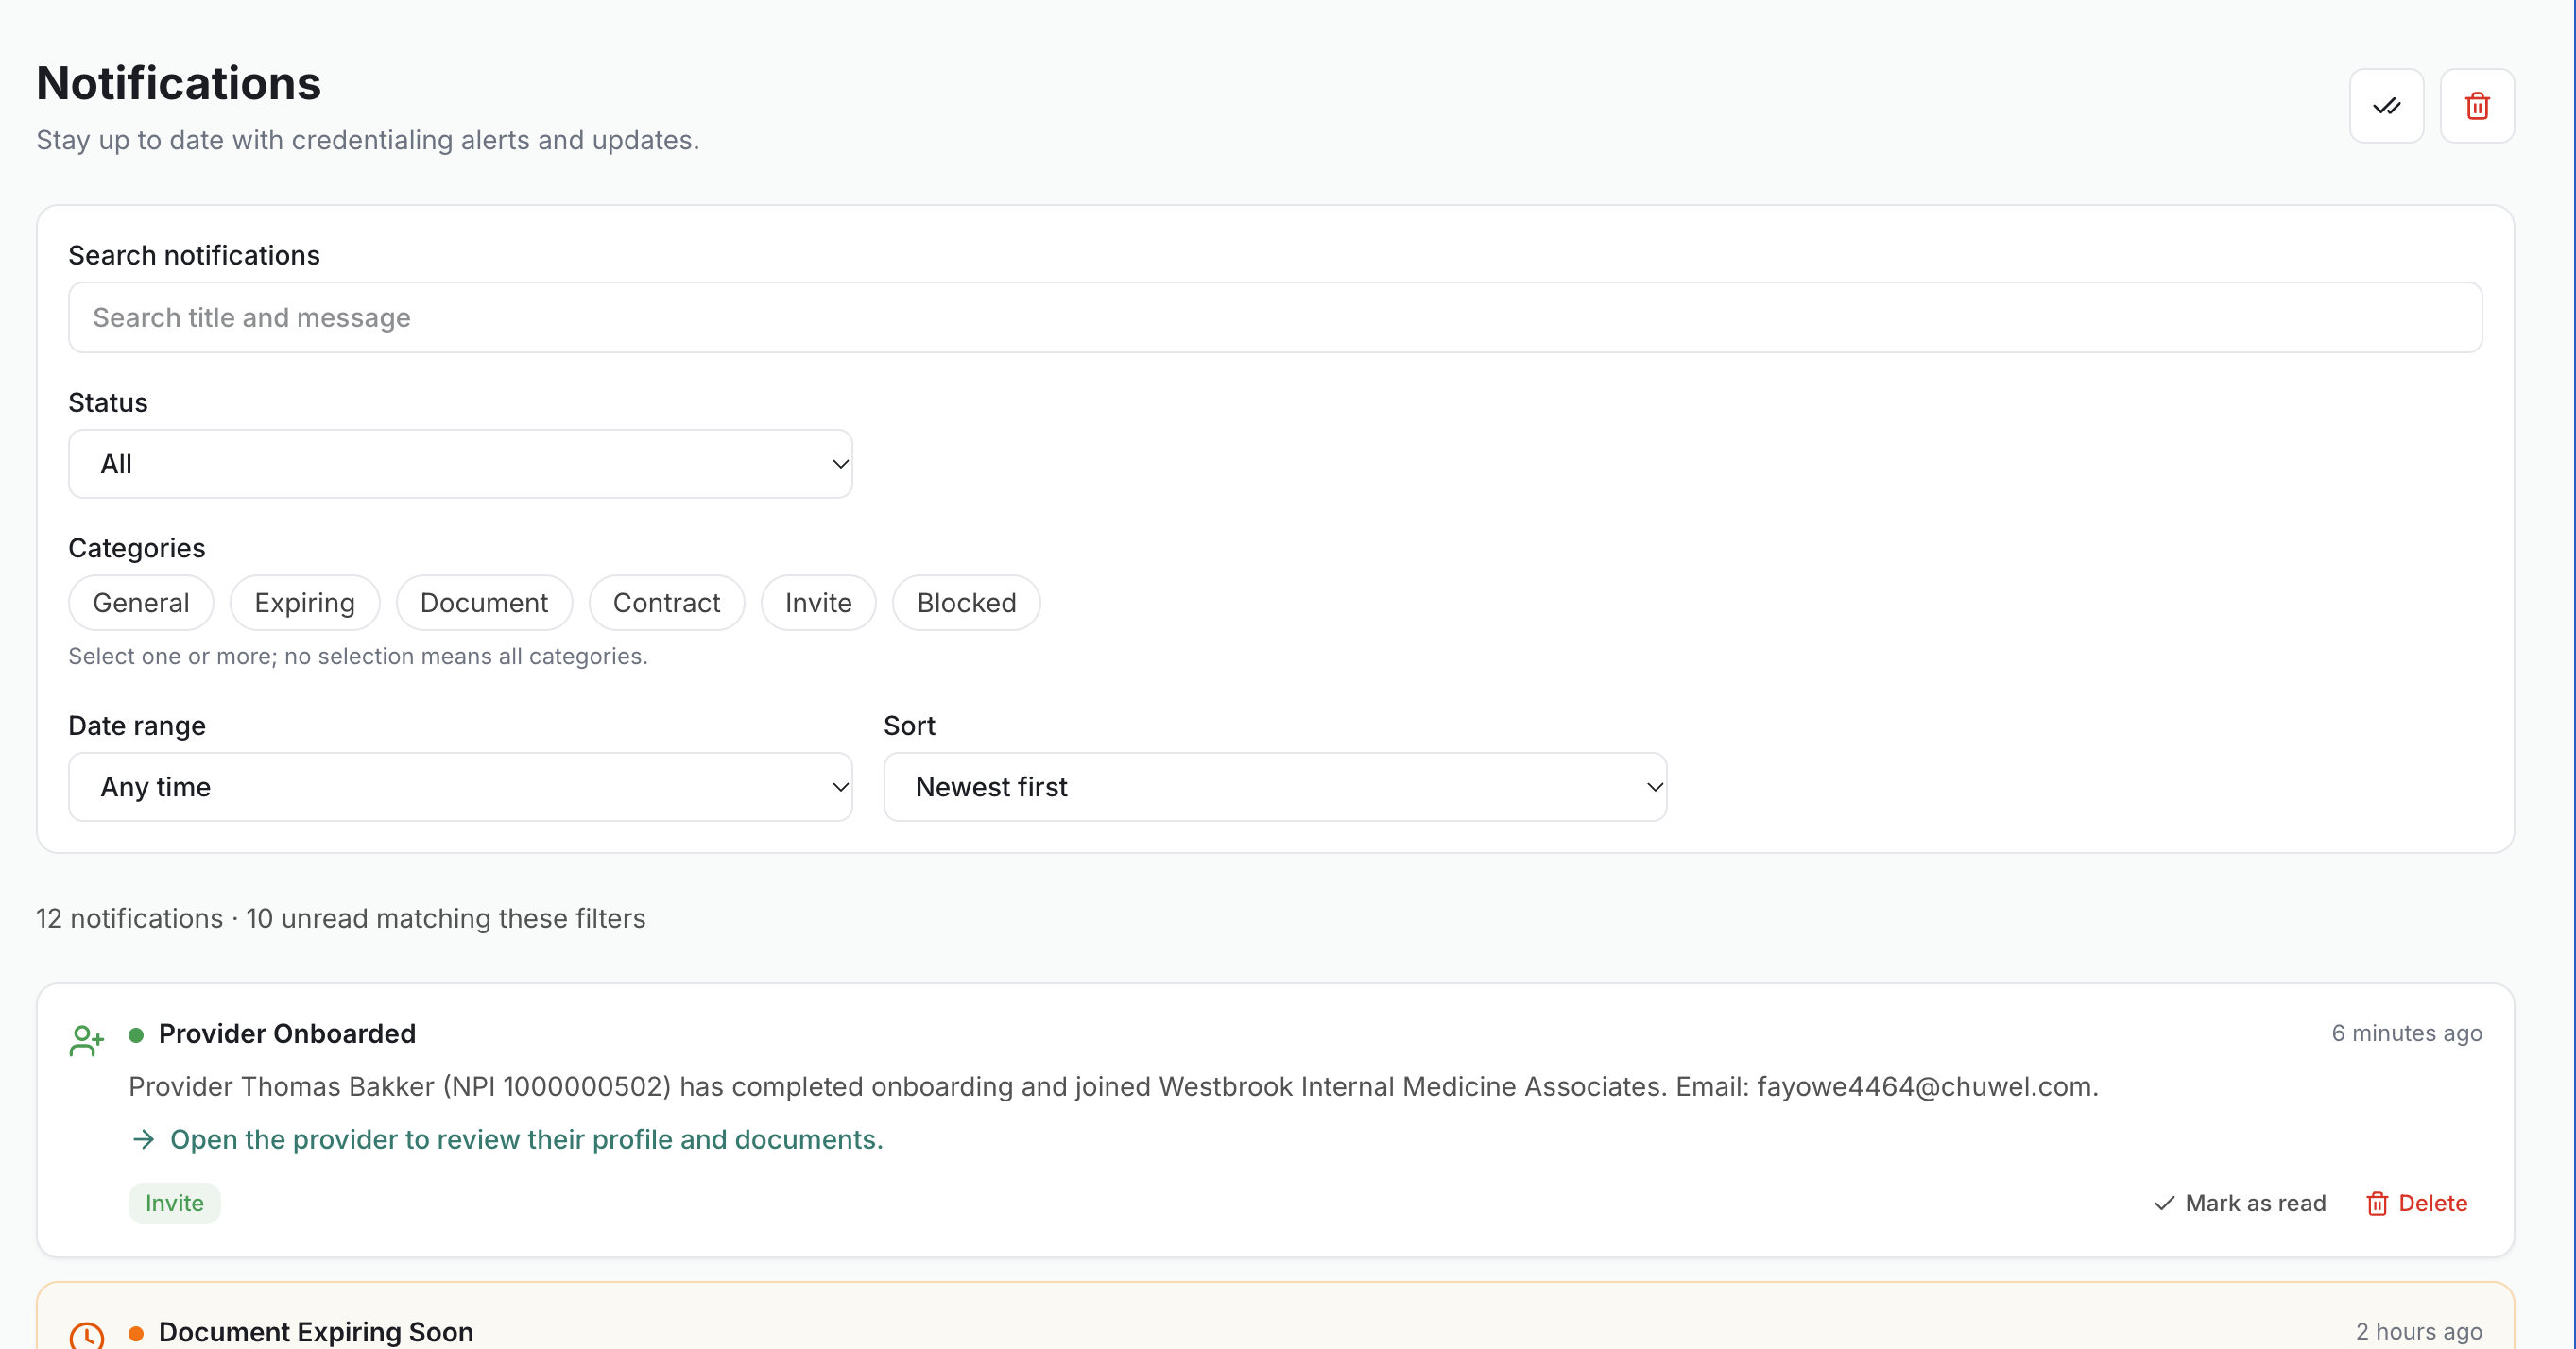 Notifications
Stay up to date with credentialing alerts and updates.
Search notifications
Search title and message
Status
All
Categories
General Expiring Document Contract Invite Blocked
Select one or more; no selection means all categories.
Date range Sort
Any time Newest first
12 notifications · 10 unread matching these filters
Provider Onboarded 6 minutes ago
Provider Thomas Bakker (NPI 1000000502) has completed onboarding and joined Westbrook Internal Medicine Associates. Email: fayowe4464@chuwel.com.
→ Open the provider to review their profile and documents.
Invite Mark as read Delete
Document Expiring Soon 2 hours ago